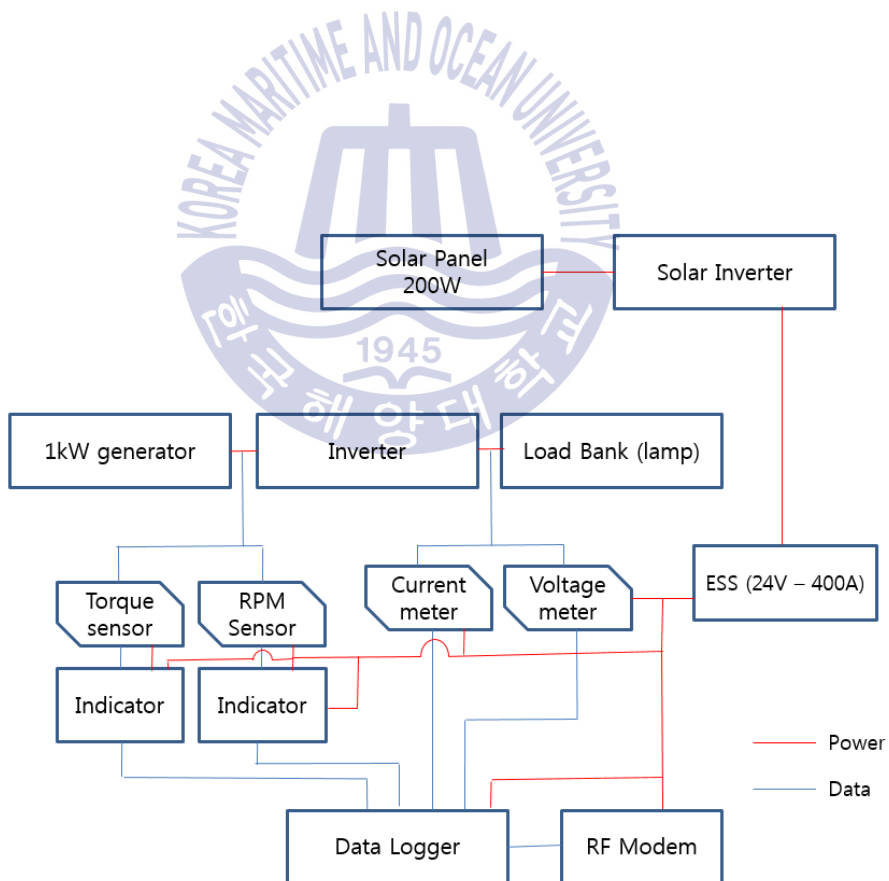 KOREA MARITIME AND OCEAN UNIVERSITY
Solar Panel
200W
Solar Inverter
1945
한국해양대학교
1kW generator
Inverter
Load Bank (lamp)
Torque
sensor
RPM
Sensor
Current
meter
Voltage
meter
ESS (24V – 400A)
Indicator
Indicator
Power
Data
Data Logger
RF Modem